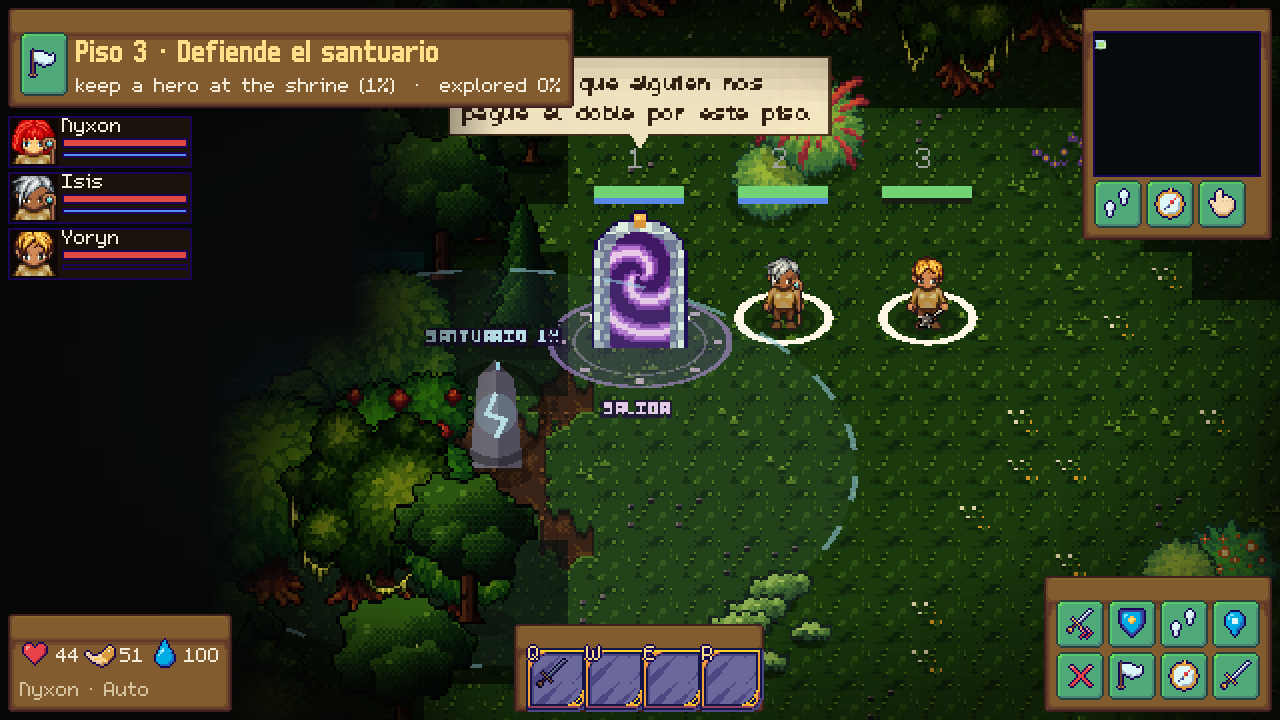 Piso 3 · Defiende el santuario
keep a hero at the shrine (1%) · explored 0%
que alguien nos
pague el doble por este piso.
Nyxon
Isis
Yoryn
1
2
3
SANTUARIO 1%
SALIDA
44 51 100
Nyxon · Auto
Q W E R